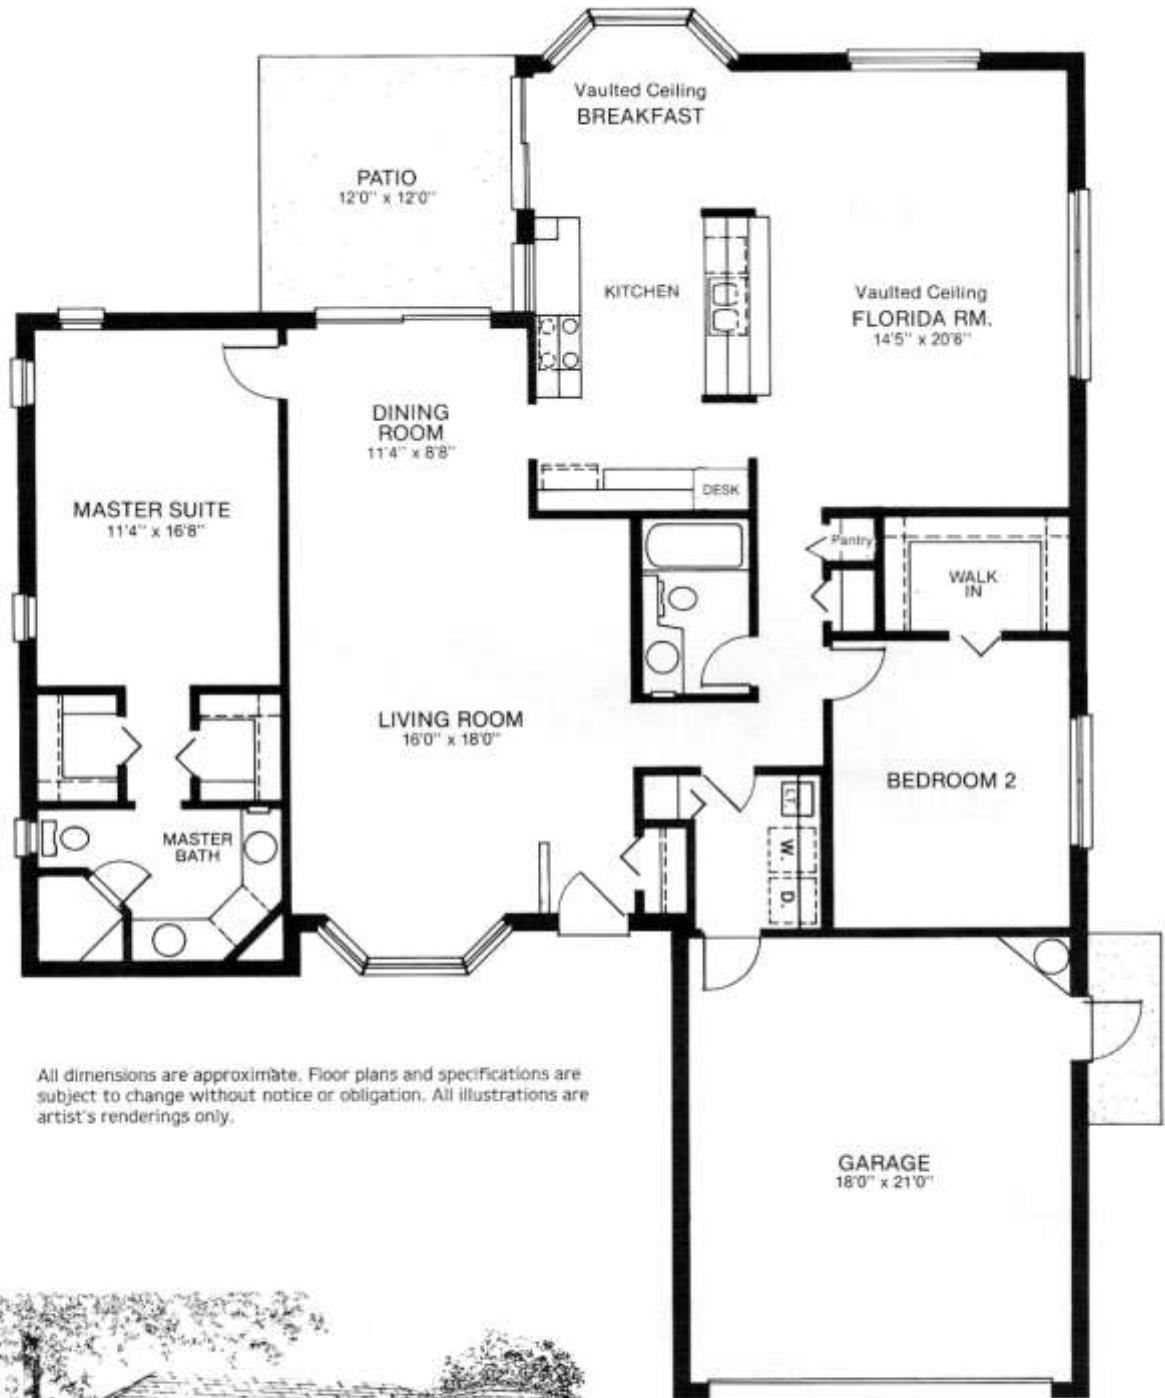 Vaulted Ceiling
BREAKFAST
PATIO
12'0" x 12'0"
KITCHEN
Vaulted Ceiling
FLORIDA RM.
14'5" x 20'6"
DINING
ROOM
11'4" x 8'8"
MASTER SUITE
11'4" x 16'8"
DESK
Pantry
WALK
IN
LIVING ROOM
16'0" x 18'0"
BEDROOM 2
MASTER
BATH
LT.
W.
D.
All dimensions are approximate. Floor plans and specifications are
subject to change without notice or obligation. All illustrations are
artist's renderings only.
GARAGE
18'0" x 21'0"